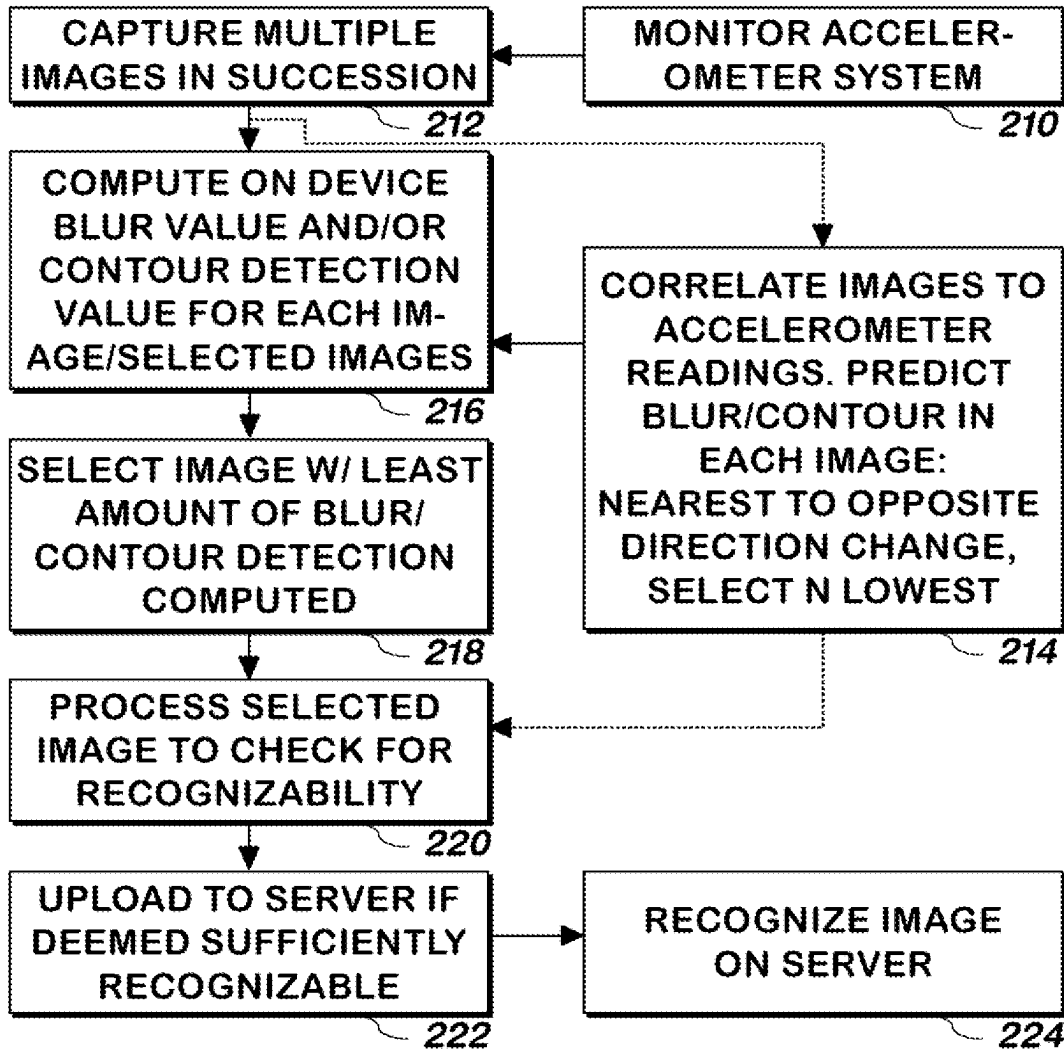 CAPTURE MULTIPLE
IMAGES IN SUCCESSION
212
MONITOR ACCELER-
OMETER SYSTEM
210
COMPUTE ON DEVICE
BLUR VALUE AND/OR
CONTOUR DETECTION
VALUE FOR EACH IM-
AGE/SELECTED IMAGES
216
CORRELATE IMAGES TO
ACCELEROMETER
READINGS. PREDICT
BLUR/CONTOUR IN
EACH IMAGE:
NEAREST TO OPPOSITE
DIRECTION CHANGE,
SELECT N LOWEST
214
SELECT IMAGE W/ LEAST
AMOUNT OF BLUR/
CONTOUR DETECTION
COMPUTED
218
PROCESS SELECTED
IMAGE TO CHECK FOR
RECOGNIZABILITY
220
UPLOAD TO SERVER IF
DEEMED SUFFICIENTLY
RECOGNIZABLE
222
RECOGNIZE IMAGE
ON SERVER
224